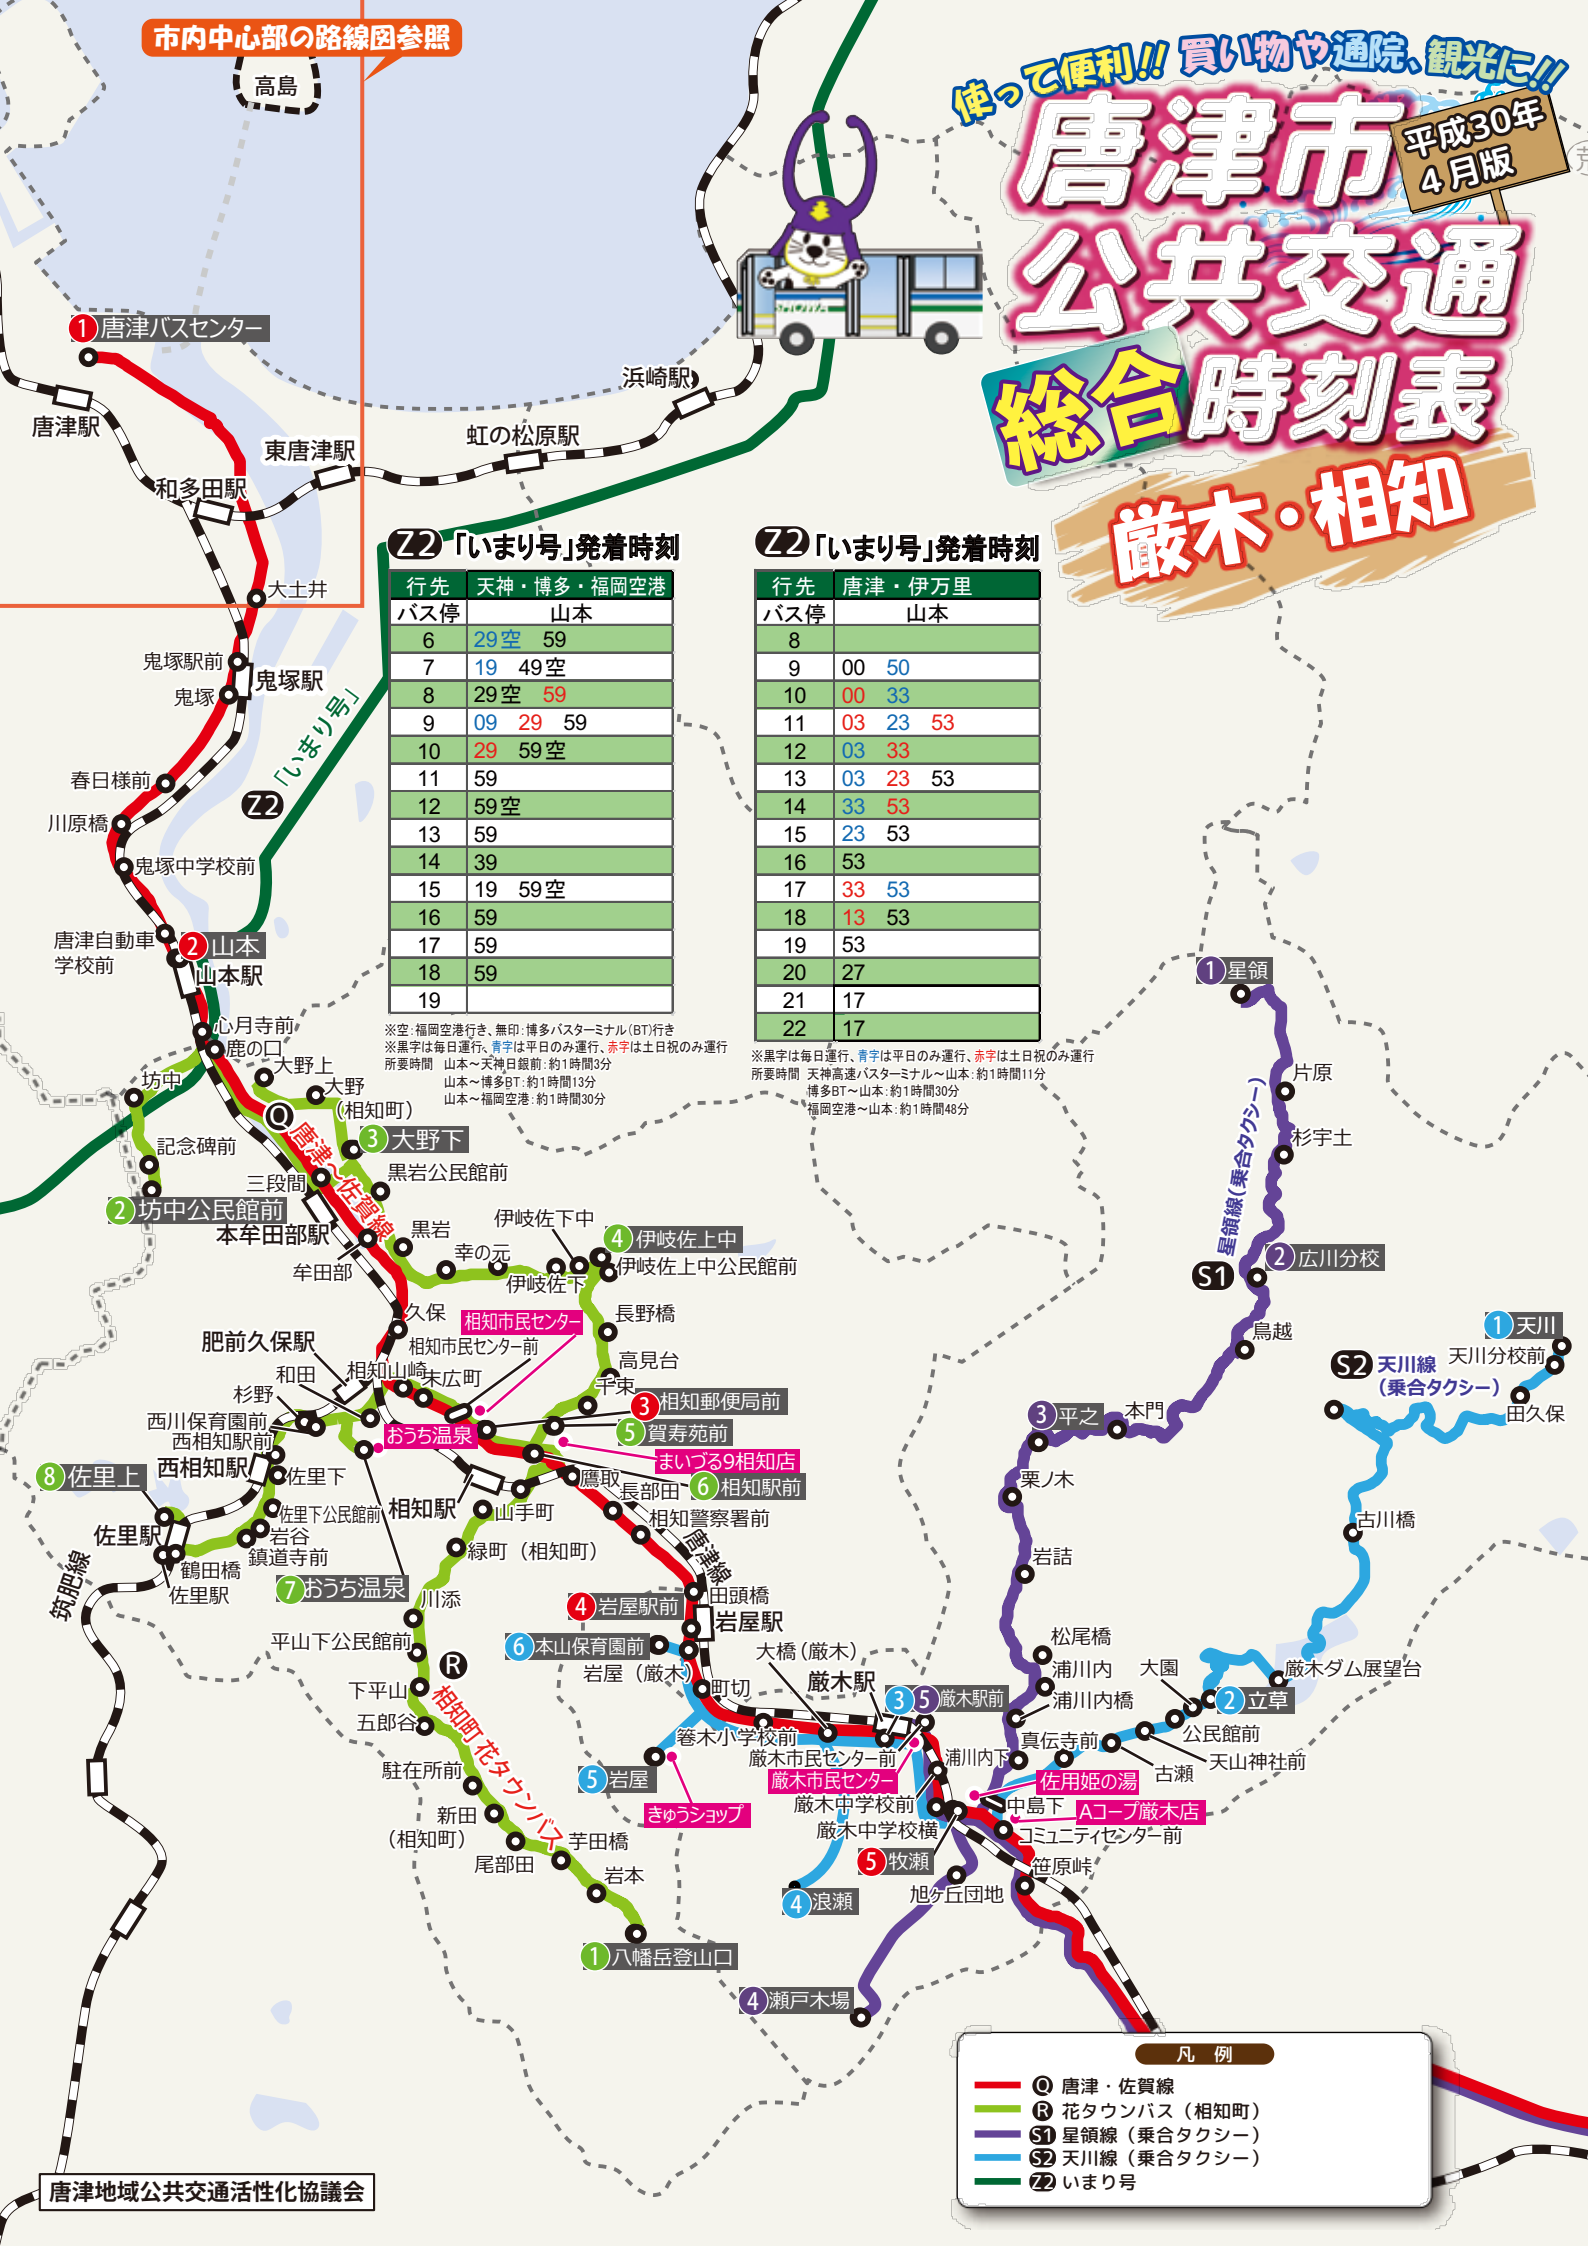 市内中心部の路線図参照
高島
使って便利!! 買い物や通院、観光に!!
唐津市
平成30年
4月版
公共交通
総合時刻表
厳木・相知
SHOWA
1 唐津バスセンター
唐津駅
東唐津駅
和多田駅
虹の松原駅
浜崎駅
大土井
鬼塚駅前
鬼塚駅
鬼塚
春日様前
川原橋
鬼塚中学校前
唐津自動車
学校前
2 山本
山本駅
Z2 「いまり号」
Z2 「いまり号」発着時刻
行先 天神・博多・福岡空港
バス停 山本
6 29空 59
7 19 49空
8 29空 59
9 09 29 59
10 29 59空
11 59
12 59空
13 59
14 39
15 19 59空
16 59
17 59
18 59
19
※空:福岡空港行き、無印:博多バスターミナル(BT)行き
※黒字は毎日運行、青字は平日のみ運行、赤字は土日祝のみ運行
所要時間 山本～天神日銀前:約1時間3分
山本～博多BT:約1時間13分
山本～福岡空港:約1時間30分
Z2 「いまり号」発着時刻
行先 唐津・伊万里
バス停 山本
8
9 00 50
10 00 33
11 03 23 53
12 03 33
13 03 23 53
14 33 53
15 23 53
16 53
17 33 53
18 13 53
19 53
20 27
21 17
22 17
※黒字は毎日運行、青字は平日のみ運行、赤字は土日祝のみ運行
所要時間 天神高速バスターミナル～山本:約1時間11分
博多BT～山本:約1時間30分
福岡空港～山本:約1時間48分
心月寺前
鹿の口
大野上
坊中
大野
(相知町)
Q 唐津～佐賀線
3 大野下
記念碑前
黒岩公民館前
三段間
2 坊中公民館前
本牟田部駅
黒岩
伊岐佐下中
4 伊岐佐上中
幸の元
伊岐佐上中公民館前
伊岐佐下
牟田部
久保
長野橋
相知市民センター
肥前久保駅
相知市民センター前
高見台
和田
相知山崎
末広町
千束
杉野
3 相知郵便局前
西川保育園前
5 賀寿苑前
西相知駅前
おうち温泉
まいづる9相知店
西相知駅
8 佐里上
佐里下
鷹取
6 相知駅前
長部田
相知駅
山手町
佐里下公民館前
相知警察署前
佐里駅
岩谷
鎮道寺前
緑町(相知町)
唐津線
鶴田橋
佐里駅
7 おうち温泉
筑肥線
川添
田頭橋
4 岩屋駅前
岩屋駅
平山下公民館前
6 本山保育園前
岩屋(厳木)
R 相知町 花タウンバス
下平山
町切
五郎谷
箞木小学校前
大橋(厳木)
厳木駅
3 5 厳木駅前
厳木市民センター前
駐在所前
5 岩屋
厳木市民センター
新田
(相知町)
きゅうショップ
厳木中学校前
厳木中学校横
芋田橋
尾部田
5 牧瀬
岩本
4 浪瀬
旭ヶ丘団地
1 八幡岳登山口
4 瀬戸木場
1 星領
片原
杉宇土
星領線(乗合タクシー)
2 広川分校
S1
鳥越
1 天川
S2 天川線
(乗合タクシー)
天川分校前
田久保
3 平之
本門
栗ノ木
古川橋
岩詰
松尾橋
浦川内
浦川内橋
大園
厳木ダム展望台
2 立草
公民館前
真伝寺前
天山神社前
古瀬
浦川内下
佐用姫の湯
中島下
Aコープ厳木店
コミュニティセンター前
笹原峠
凡 例
Q 唐津・佐賀線
R 花タウンバス(相知町)
S1 星領線(乗合タクシー)
S2 天川線(乗合タクシー)
Z2 いまり号
唐津地域公共交通活性化協議会